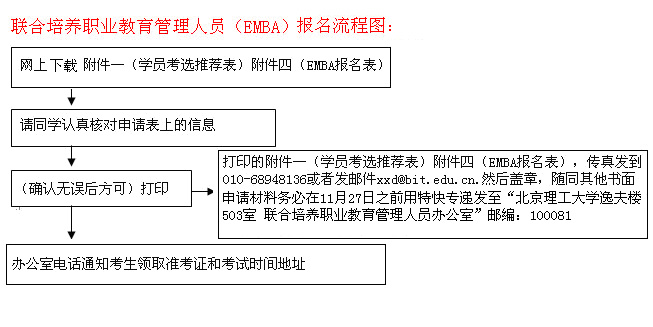 联合培养职业教育管理人员（EMBA）报名流程图：
网上下载 附件一（学员考选推荐表）附件四（EMBA报名表）
请同学认真核对申请表上的信息
（确认无误后方可）打印
打印的附件一（学员考选推荐表）附件四（EMBA报名表），传真发到
010-68948136或者发邮件xxd@bit.edu.cn.然后盖章，随同其他书面
申请材料务必在11月27日之前用特快专递发至“北京理工大学逸夫楼
503室 联合培养职业教育管理人员办公室”邮编：100081
办公室电话通知考生领取准考证和考试时间地址